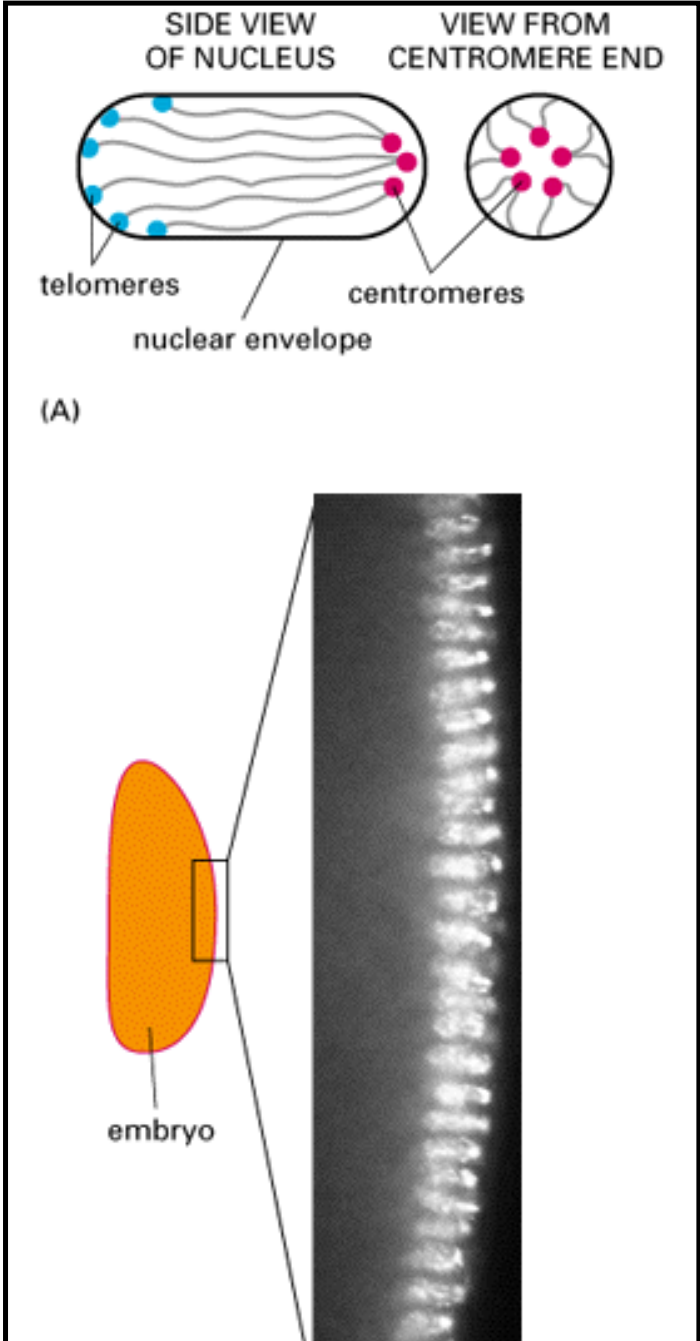 SIDE VIEW
OF NUCLEUS
VIEW FROM
CENTROMERE END
telomeres
centromeres
nuclear envelope
(A)
embryo